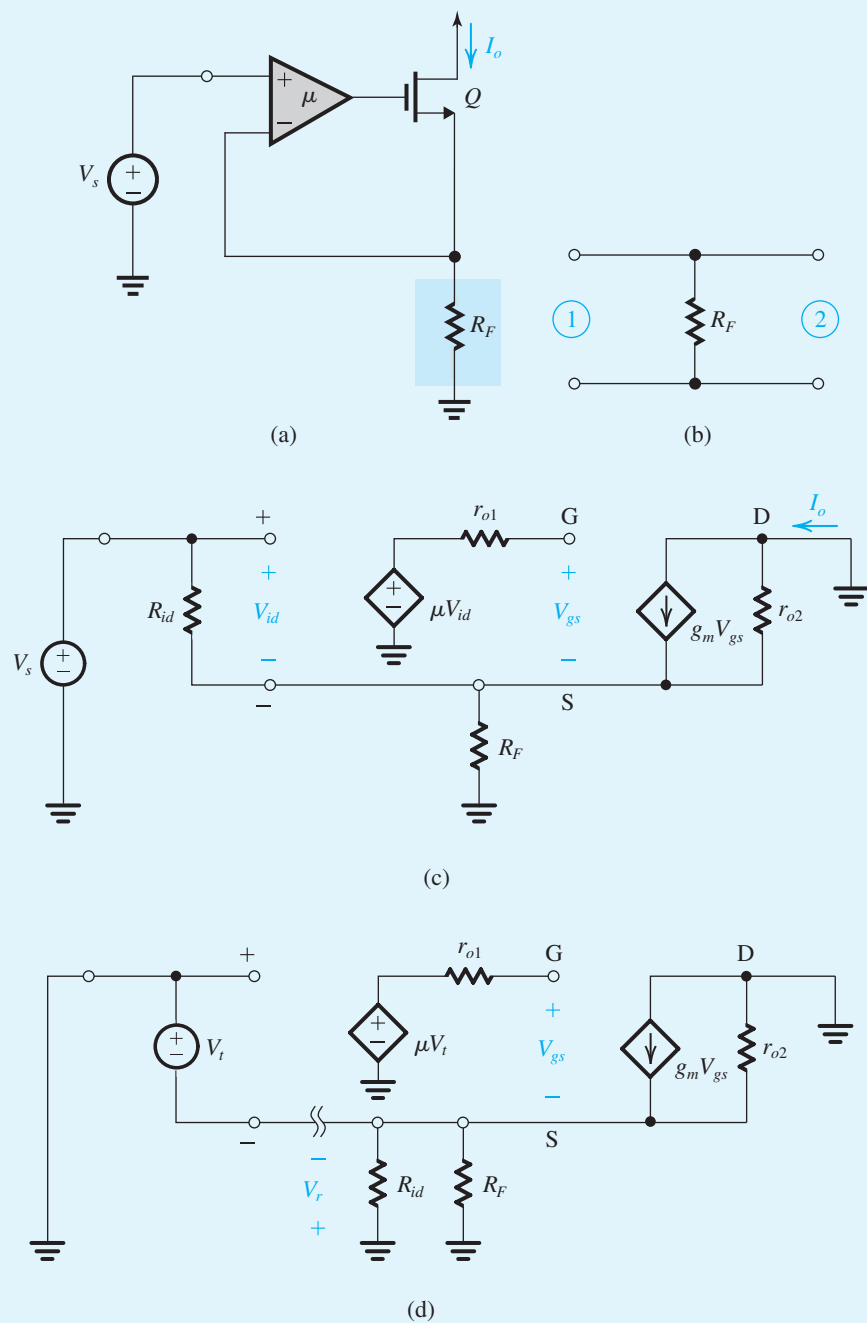 I_o
+
μ
−
Q
V_s
+
−
R_F
1
R_F
2
(a)
(b)
+
r_o1
G
D
I_o
+
R_id
V_id
−
+
−
μV_id
+
V_gs
−
g_mV_gs
r_o2
V_s
+
−
−
S
R_F
(c)
+
r_o1
G
D
+
−
V_t
+
−
μV_t
+
V_gs
−
g_mV_gs
r_o2
−
S
−
V_r
+
R_id
R_F
(d)